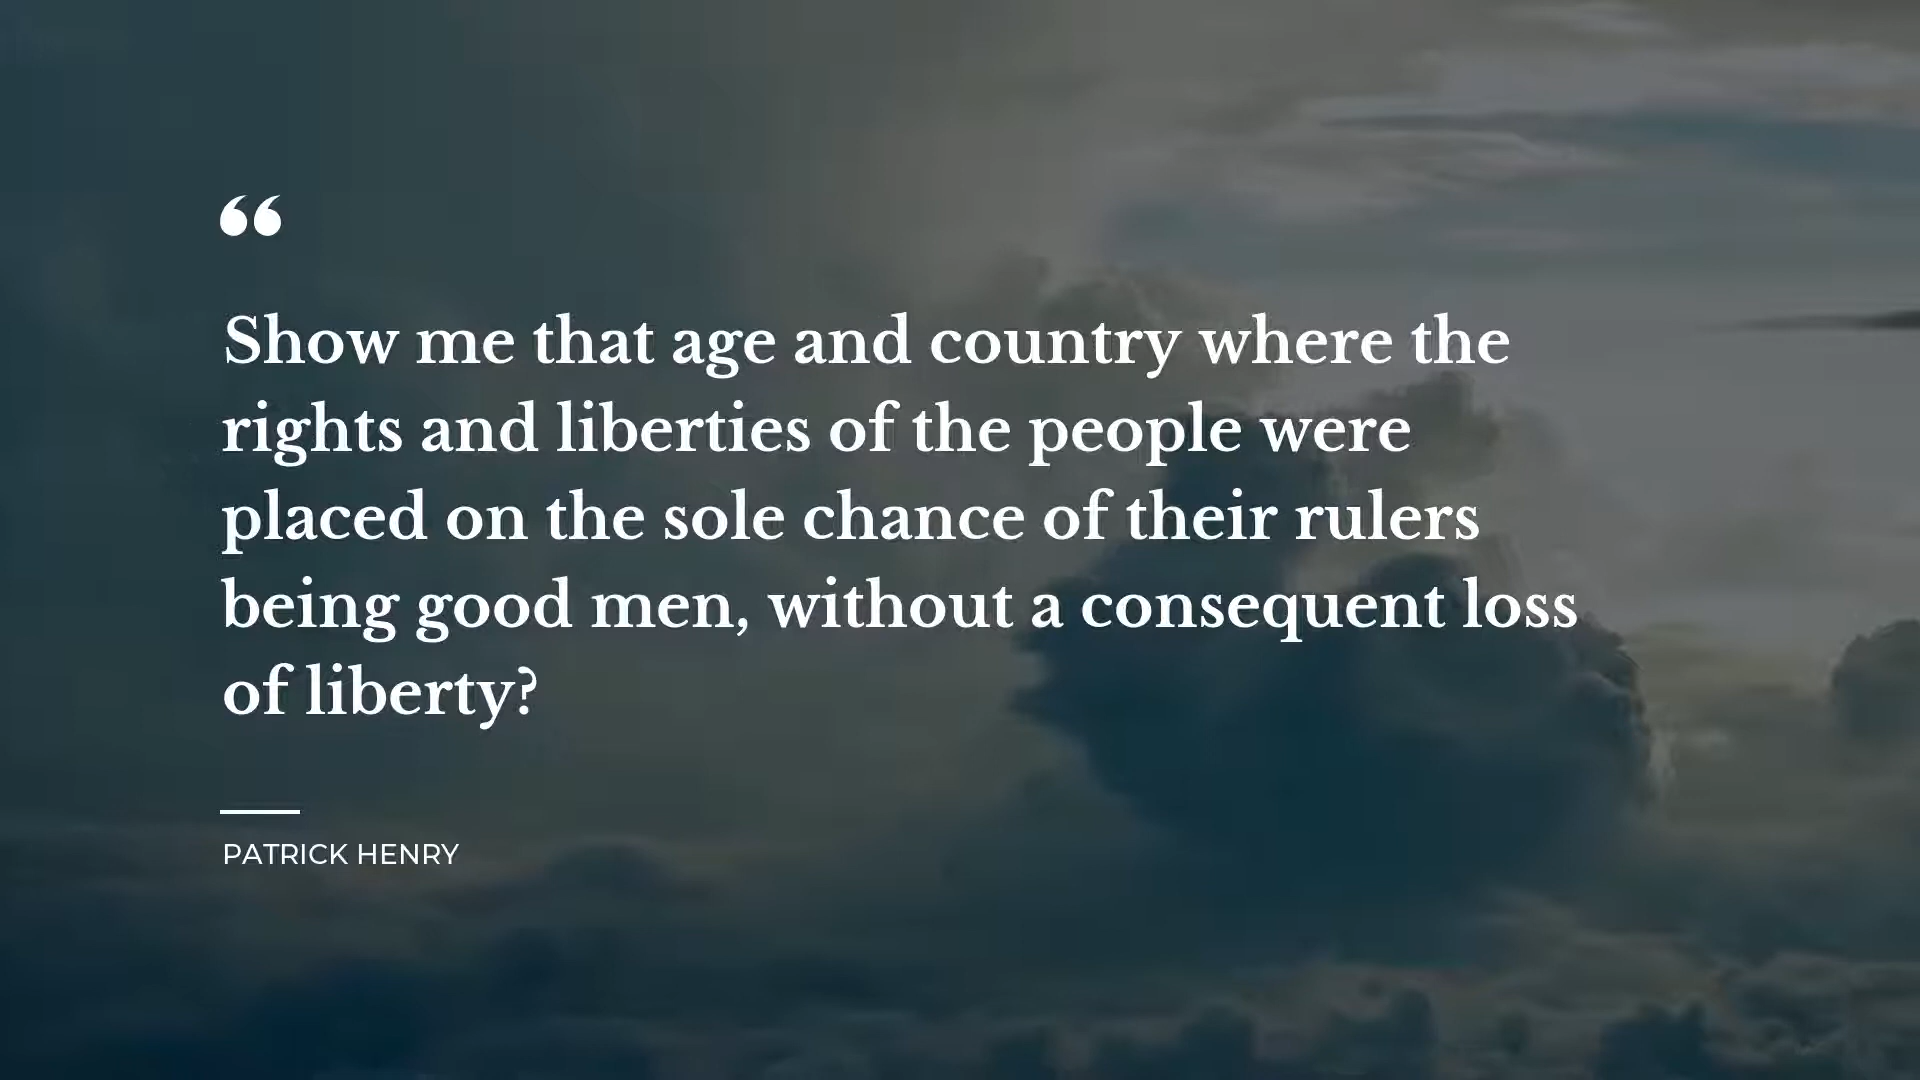 “
Show me that age and country where the
rights and liberties of the people were
placed on the sole chance of their rulers
being good men, without a consequent loss
of liberty?
PATRICK HENRY